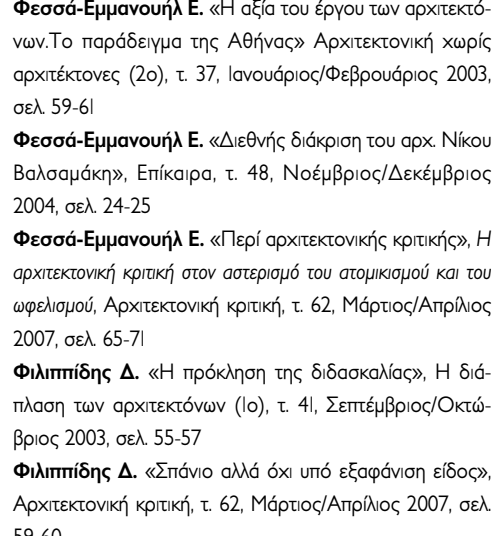 Φεσσά-Εμμανουήλ Ε. «Η αξία του έργου των αρχιτεκτό-
νων.Το παράδειγμα της Αθήνας» Αρχιτεκτονική χωρίς
αρχιτέκτονες (2ο), τ. 37, Ιανουάριος/Φεβρουάριος 2003,
σελ. 59-61
Φεσσά-Εμμανουήλ Ε. «Διεθνής διάκριση του αρχ. Νίκου
Βαλσαμάκη», Επίκαιρα, τ. 48, Νοέμβριος/Δεκέμβριος
2004, σελ. 24-25
Φεσσά-Εμμανουήλ Ε. «Περί αρχιτεκτονικής κριτικής», Η
αρχιτεκτονική κριτική στον αστερισμό του ατομικισμού και του
ωφελισμού, Αρχιτεκτονική κριτική, τ. 62, Μάρτιος/Απρίλιος
2007, σελ. 65-71
Φιλιππίδης Δ. «Η πρόκληση της διδασκαλίας», Η διά-
πλαση των αρχιτεκτόνων (1ο), τ. 41, Σεπτέμβριος/Οκτώ-
βριος 2003, σελ. 55-57
Φιλιππίδης Δ. «Σπάνιο αλλά όχι υπό εξαφάνιση είδος»,
Αρχιτεκτονική κριτική, τ. 62, Μάρτιος/Απρίλιος 2007, σελ.
59-60